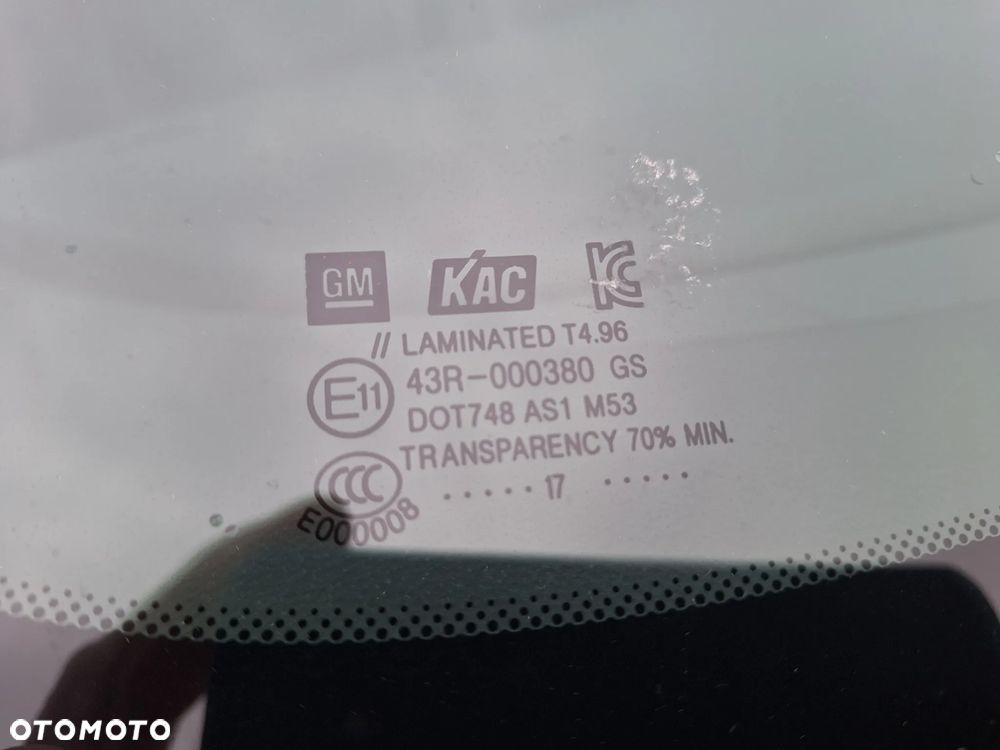 GM KAC KC
// LAMINATED T4.96
E11 43R-000380 GS
DOT748 AS1 M53
TRANSPARENCY 70% MIN.
CCC ..... 17 .....
E000008
OTOMOTO